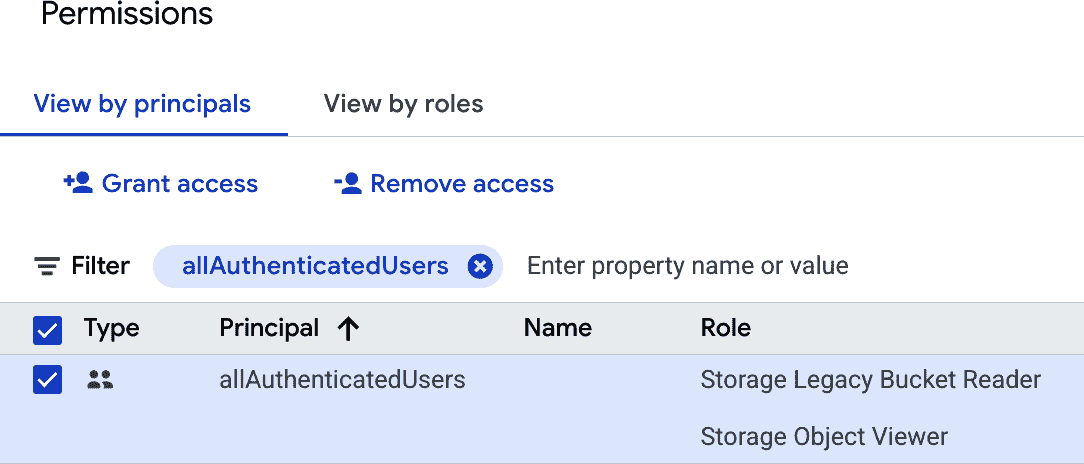 Permissions
View by principals View by roles
Grant access Remove access
Filter allAuthenticatedUsers Enter property name or value
Type Principal Name Role
allAuthenticatedUsers Storage Legacy Bucket Reader
Storage Object Viewer